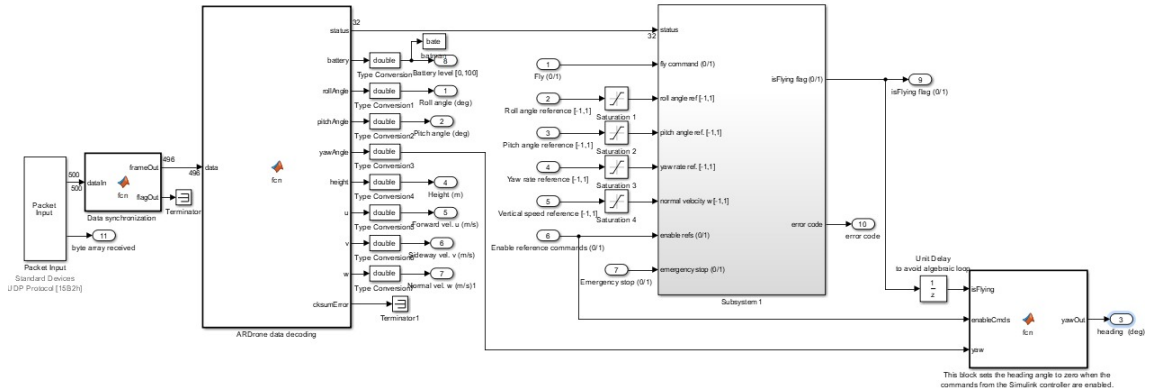 32
status
battery
double
Type Conversion
bate
batman
8
Battery level [0,100]
rollAngle
double
Type Conversion1
1
Roll angle (deg)
pitchAngle
double
Type Conversion2
2
Pitch angle (deg)
yawAngle
double
Type Conversion3
height
double
Type Conversion4
4
Height (m)
u
double
Type Conversion5
5
Forward vel. u (m/s)
v
double
Type Conversion6
6
Sideway vel. v (m/s)
w
double
Type Conversion7
7
Normal vel. w (m/s)1
cksumError
Terminator1
data
fcn
ARDrone data decoding
Packet
Input
Packet Input
Standard Devices
UDP Protocol [15B2h]
500
500
dataIn
fcn
frameOut
flagOut
Data synchronization
496
496
Terminator
11
byte array received
32
status
1
Fly (0/1)
fly command (0/1)
2
Roll angle reference [-1,1]
Saturation 1
roll angle ref [-1,1]
3
Pitch angle reference [-1,1]
Saturation 2
pitch angle ref. [-1,1]
4
Yaw rate reference [-1,1]
Saturation 3
yaw rate ref. [-1,1]
5
Vertical speed reference [-1,1]
Saturation 4
normal velocity w [-1,1]
6
Enable reference commands (0/1)
enable refs (0/1)
7
Emergency stop (0/1)
emergency stop (0/1)
isFlying flag (0/1)
error code
Subsystem1
9
isFlying flag (0/1)
10
error code
Unit Delay
to avoid algebraic loop
1
z
isFlying
enableCmds
yaw
fcn
yawOut
3
heading (deg)
This block sets the heading angle to zero when the
commands from the Simulink controller are enabled.